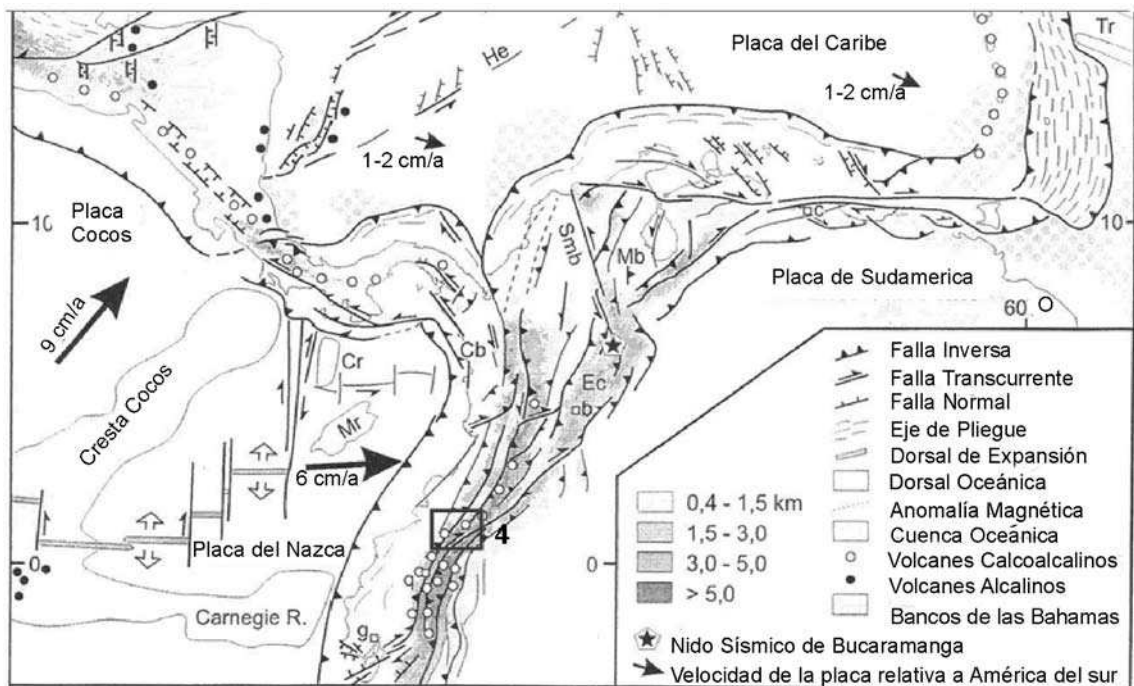 Tr
Placa del Caribe
He
1-2 cm/a
1-2 cm/a
Placa
Cocos
10
c
10
Smb
Mb
Placa de Sudamerica
9 cm/a
60 O
Cb
Cr
Ec
b
Cresta Cocos
Mr
6 cm/a
Placa del Nazca
4
0
0
Carnegie R.
g
Falla Inversa
Falla Transcurrente
Falla Normal
Eje de Pliegue
Dorsal de Expansión
Dorsal Oceánica
Anomalía Magnética
Cuenca Oceánica
Volcanes Calcoalcalinos
Volcanes Alcalinos
Bancos de las Bahamas
0,4 - 1,5 km
1,5 - 3,0
3,0 - 5,0
> 5,0
Nido Sísmico de Bucaramanga
Velocidad de la placa relativa a América del sur